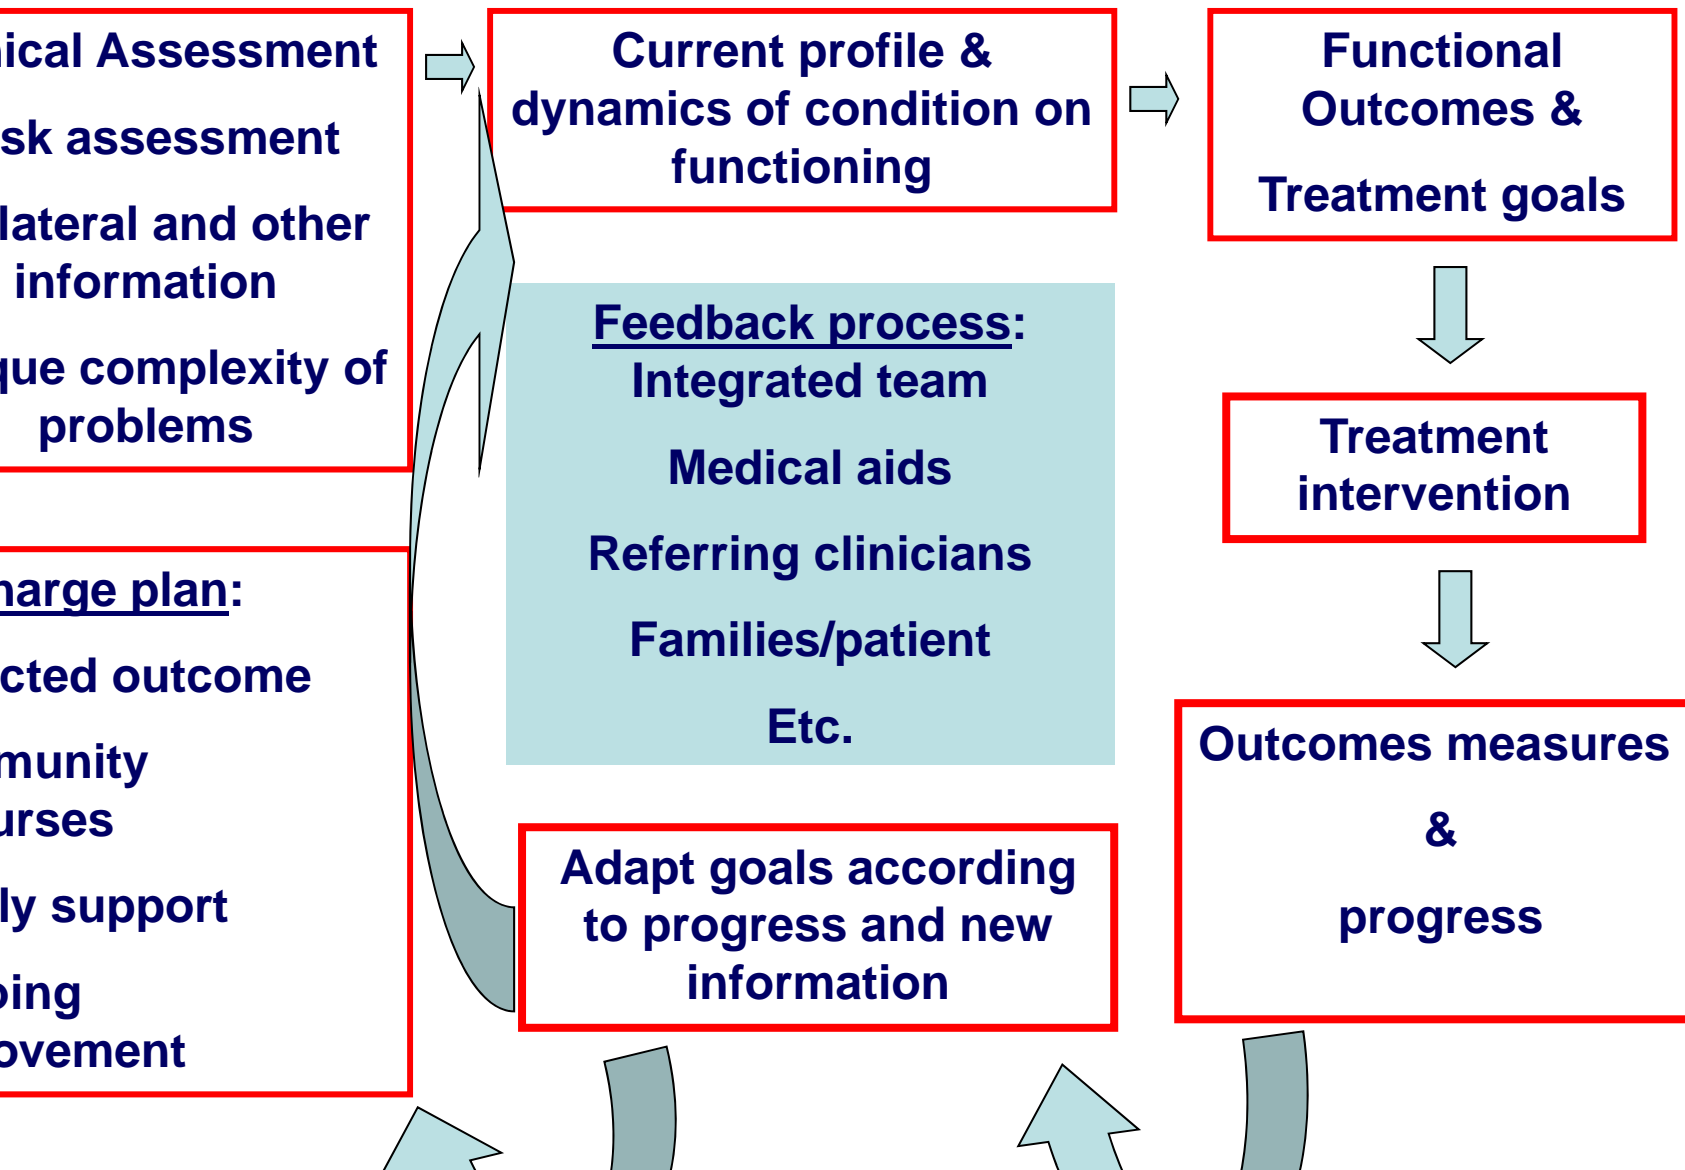 nical Assessment
sk assessment
lateral and other
information
que complexity of
problems
Current profile &
dynamics of condition on
functioning
Functional
Outcomes &
Treatment goals
Feedback process:
Integrated team
Medical aids
Referring clinicians
Families/patient
Etc.
Treatment
intervention
harge plan:
cted outcome
munity
urses
ly support
oing
ovement
Adapt goals according
to progress and new
information
Outcomes measures
&
progress